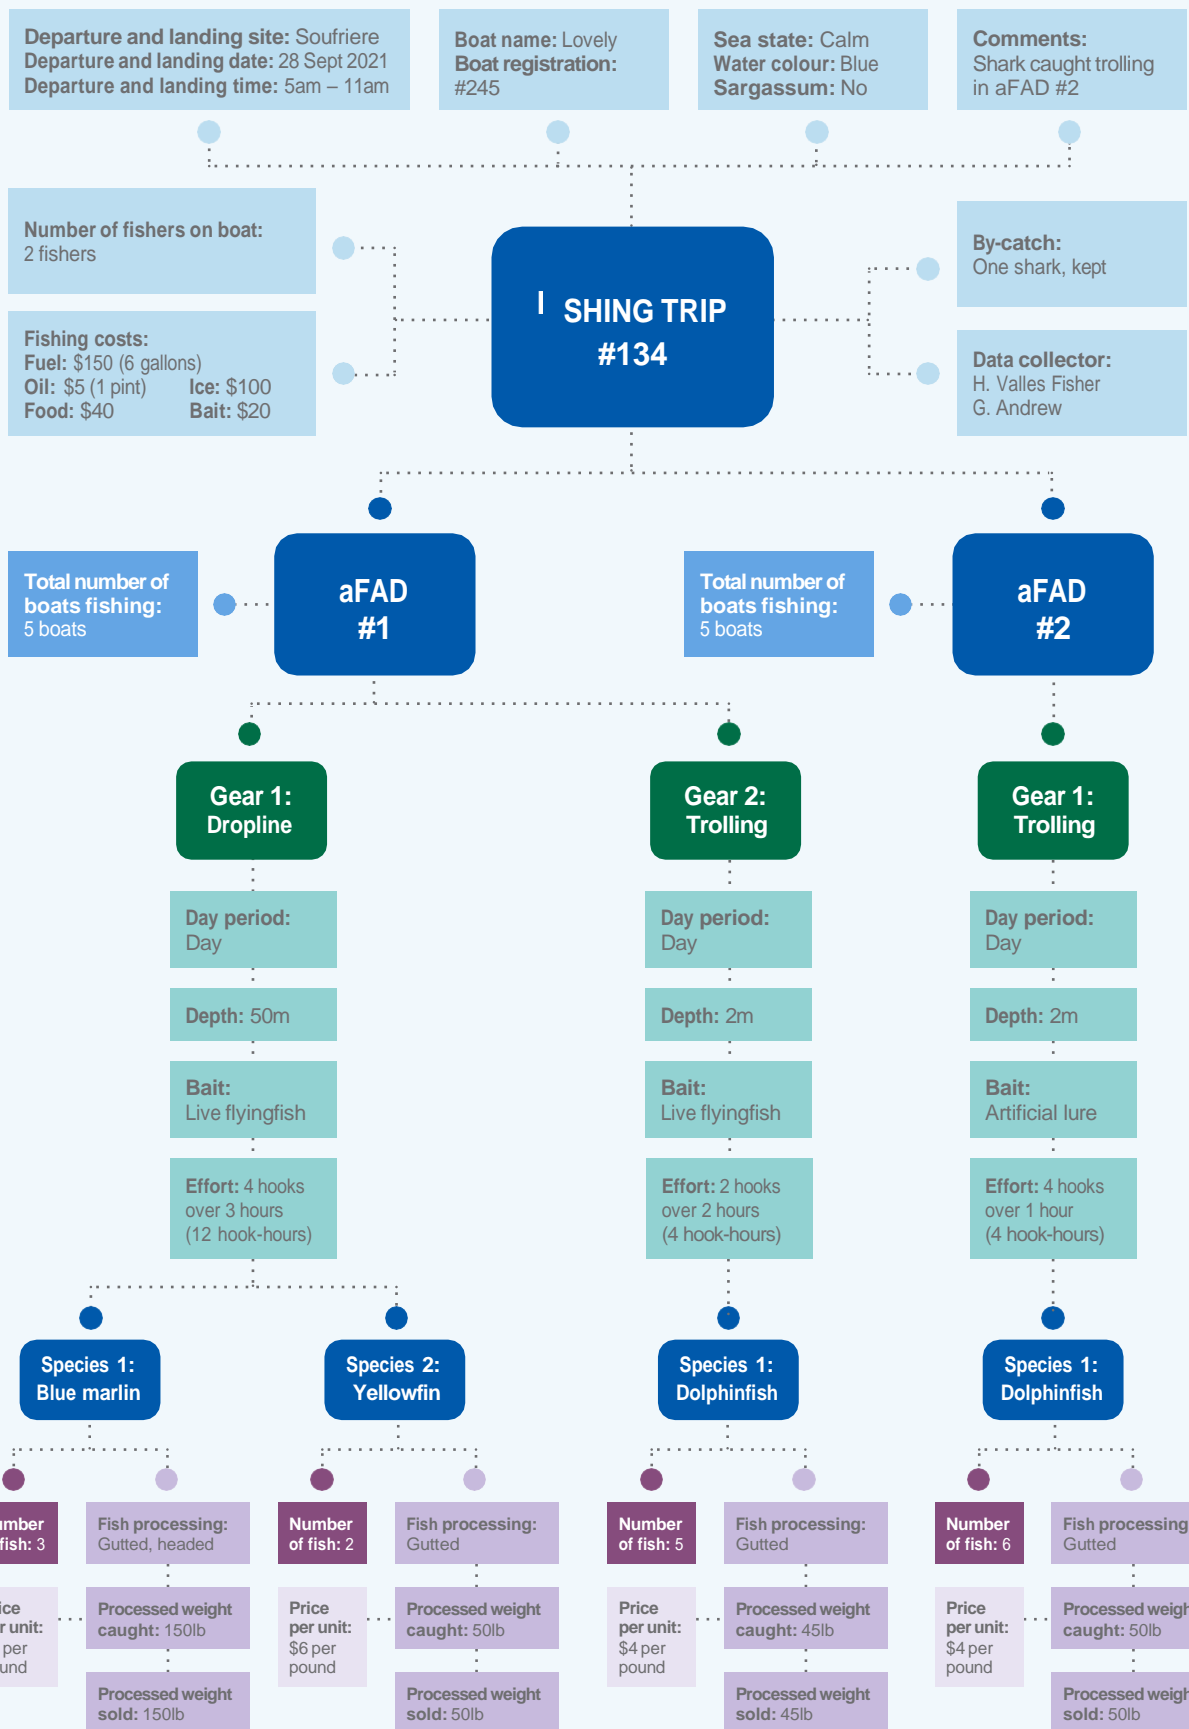 Departure and landing site: Soufriere
Departure and landing date: 28 Sept 2021
Departure and landing time: 5am – 11am
Boat name: Lovely
Boat registration:
#245
Sea state: Calm
Water colour: Blue
Sargassum: No
Comments:
Shark caught trolling
in aFAD #2
Number of fishers on boat:
2 fishers
Fishing costs:
Fuel: $150 (6 gallons)
Oil: $5 (1 pint) Ice: $100
Food: $40 Bait: $20
SHING TRIP
#134
By-catch:
One shark, kept
Data collector:
H. Valles Fisher
G. Andrew
Total number of
boats fishing:
5 boats
aFAD
#1
Total number of
boats fishing:
5 boats
aFAD
#2
Gear 1:
Dropline
Gear 2:
Trolling
Gear 1:
Trolling
Day period:
Day
Day period:
Day
Day period:
Day
Depth: 50m
Depth: 2m
Depth: 2m
Bait:
Live flyingfish
Bait:
Live flyingfish
Bait:
Artificial lure
Effort: 4 hooks
over 3 hours
(12 hook-hours)
Effort: 2 hooks
over 2 hours
(4 hook-hours)
Effort: 4 hooks
over 1 hour
(4 hook-hours)
Species 1:
Blue marlin
Species 2:
Yellowfin
Species 1:
Dolphinfish
Species 1:
Dolphinfish
umber
fish: 3
Fish processing:
Gutted, headed
Number
of fish: 2
Fish processing:
Gutted
Number
of fish: 5
Fish processing:
Gutted
Number
of fish: 6
Fish processing
Gutted
ice
r unit:
per
und
Processed weight
caught: 150lb
Price
per unit:
$6 per
pound
Processed weight
caught: 50lb
Price
per unit:
$4 per
pound
Processed weight
caught: 45lb
Price
per unit:
$4 per
pound
Processed weigh
caught: 50lb
Processed weight
sold: 150lb
Processed weight
sold: 50lb
Processed weight
sold: 45lb
Processed weigh
sold: 50lb